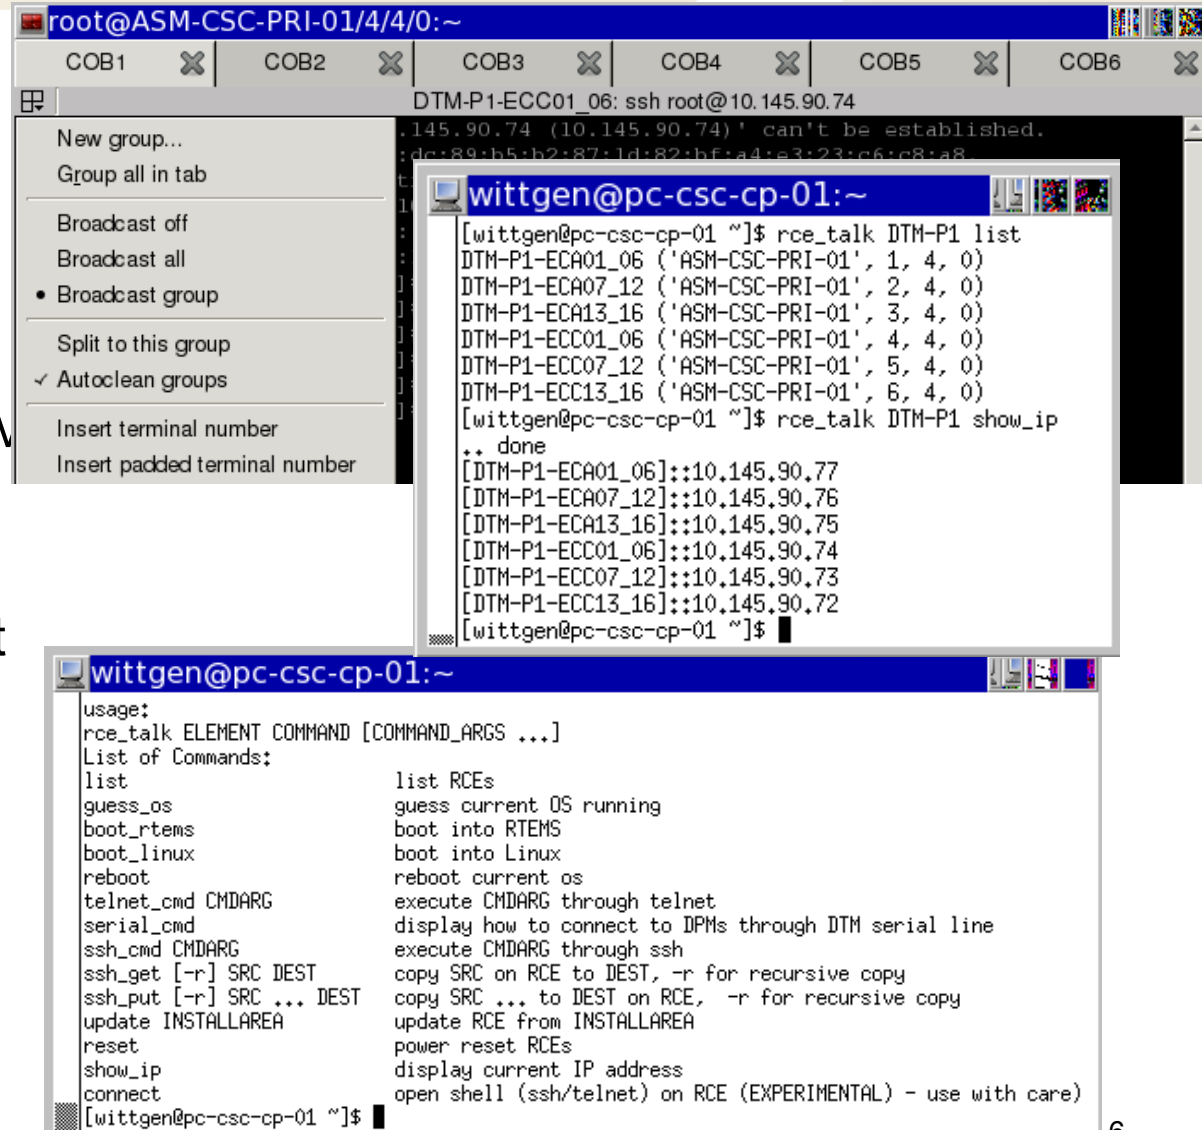 root@ASM-CSC-PRI-01/4/4/0:~
COB1 COB2 COB3 COB4 COB5 COB6
DTM-P1-ECC01_06: ssh root@10.145.90.74
New group...
Group all in tab
Broadcast off
Broadcast all
• Broadcast group
Split to this group
✓ Autoclean groups
Insert terminal number
Insert padded terminal number
.145.90.74 (10.145.90.74)' can't be established.
:dc:89:b5:b2:87:1d:82:bf:a4:e3:23:c6:c8:a8.
wittgen@pc-csc-cp-01:~
[wittgen@pc-csc-cp-01 ~]$ rce_talk DTM-P1 list
DTM-P1-ECA01_06 ('ASM-CSC-PRI-01', 1, 4, 0)
DTM-P1-ECA07_12 ('ASM-CSC-PRI-01', 2, 4, 0)
DTM-P1-ECA13_16 ('ASM-CSC-PRI-01', 3, 4, 0)
DTM-P1-ECC01_06 ('ASM-CSC-PRI-01', 4, 4, 0)
DTM-P1-ECC07_12 ('ASM-CSC-PRI-01', 5, 4, 0)
DTM-P1-ECC13_16 ('ASM-CSC-PRI-01', 6, 4, 0)
[wittgen@pc-csc-cp-01 ~]$ rce_talk DTM-P1 show_ip
.. done
[DTM-P1-ECA01_06]::10.145.90.77
[DTM-P1-ECA07_12]::10.145.90.76
[DTM-P1-ECA13_16]::10.145.90.75
[DTM-P1-ECC01_06]::10.145.90.74
[DTM-P1-ECC07_12]::10.145.90.73
[DTM-P1-ECC13_16]::10.145.90.72
[wittgen@pc-csc-cp-01 ~]$
t
wittgen@pc-csc-cp-01:~
usage:
rce_talk ELEMENT COMMAND [COMMAND_ARGS ...]
List of Commands:
list list RCEs
guess_os guess current OS running
boot_rtems boot into RTEMS
boot_linux boot into Linux
reboot reboot current os
telnet_cmd CMDARG execute CMDARG through telnet
serial_cmd display how to connect to DPMs through DTM serial line
ssh_cmd CMDARG execute CMDARG through ssh
ssh_get [-r] SRC DEST copy SRC on RCE to DEST, -r for recursive copy
ssh_put [-r] SRC ... DEST copy SRC ... to DEST on RCE, -r for recursive copy
update INSTALLAREA update RCE from INSTALLAREA
reset power reset RCEs
show_ip display current IP address
connect open shell (ssh/telnet) on RCE (EXPERIMENTAL) - use with care)
[wittgen@pc-csc-cp-01 ~]$